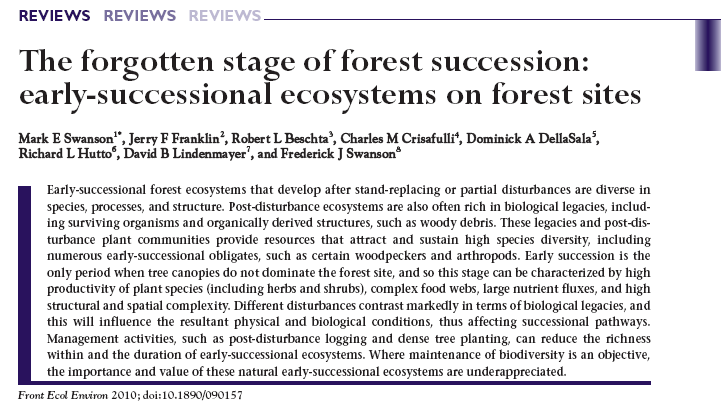 REVIEWS REVIEWS REVIEWS
The forgotten stage of forest succession:
early-successional ecosystems on forest sites
Mark E Swanson1*, Jerry F Franklin2, Robert L Beschta3, Charles M Crisafulli4, Dominick A DellaSala5,
Richard L Hutto6, David B Lindenmayer7, and Frederick J Swanson8
Early-successional forest ecosystems that develop after stand-replacing or partial disturbances are diverse in
species, processes, and structure. Post-disturbance ecosystems are also often rich in biological legacies, includ-
ing surviving organisms and organically derived structures, such as woody debris. These legacies and post-dis-
turbance plant communities provide resources that attract and sustain high species diversity, including
numerous early-successional obligates, such as certain woodpeckers and arthropods. Early succession is the
only period when tree canopies do not dominate the forest site, and so this stage can be characterized by high
productivity of plant species (including herbs and shrubs), complex food webs, large nutrient fluxes, and high
structural and spatial complexity. Different disturbances contrast markedly in terms of biological legacies, and
this will influence the resultant physical and biological conditions, thus affecting successional pathways.
Management activities, such as post-disturbance logging and dense tree planting, can reduce the richness
within and the duration of early-successional ecosystems. Where maintenance of biodiversity is an objective,
the importance and value of these natural early-successional ecosystems are underappreciated.
Front Ecol Environ 2010; doi:10.1890/090157